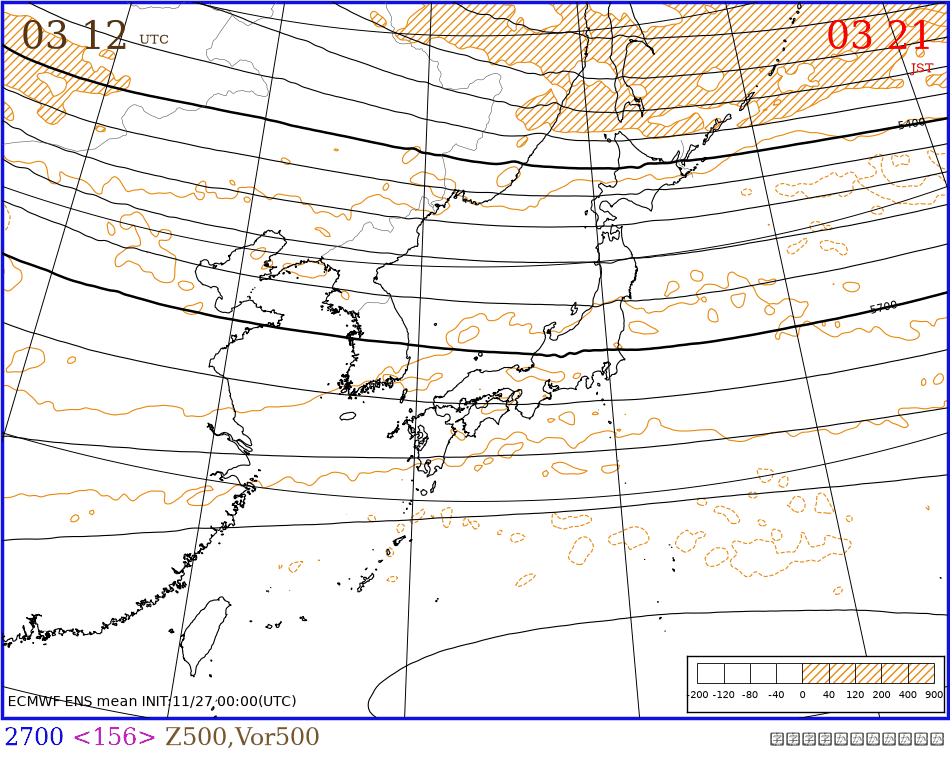 03 12 UTC
03 21
JST
5400
5700
-200 -120 -80 -40 0 40 120 200 400 900
ECMWF ENS mean INIT:11/27 00:00(UTC)
2700 <156> Z500,Vor500